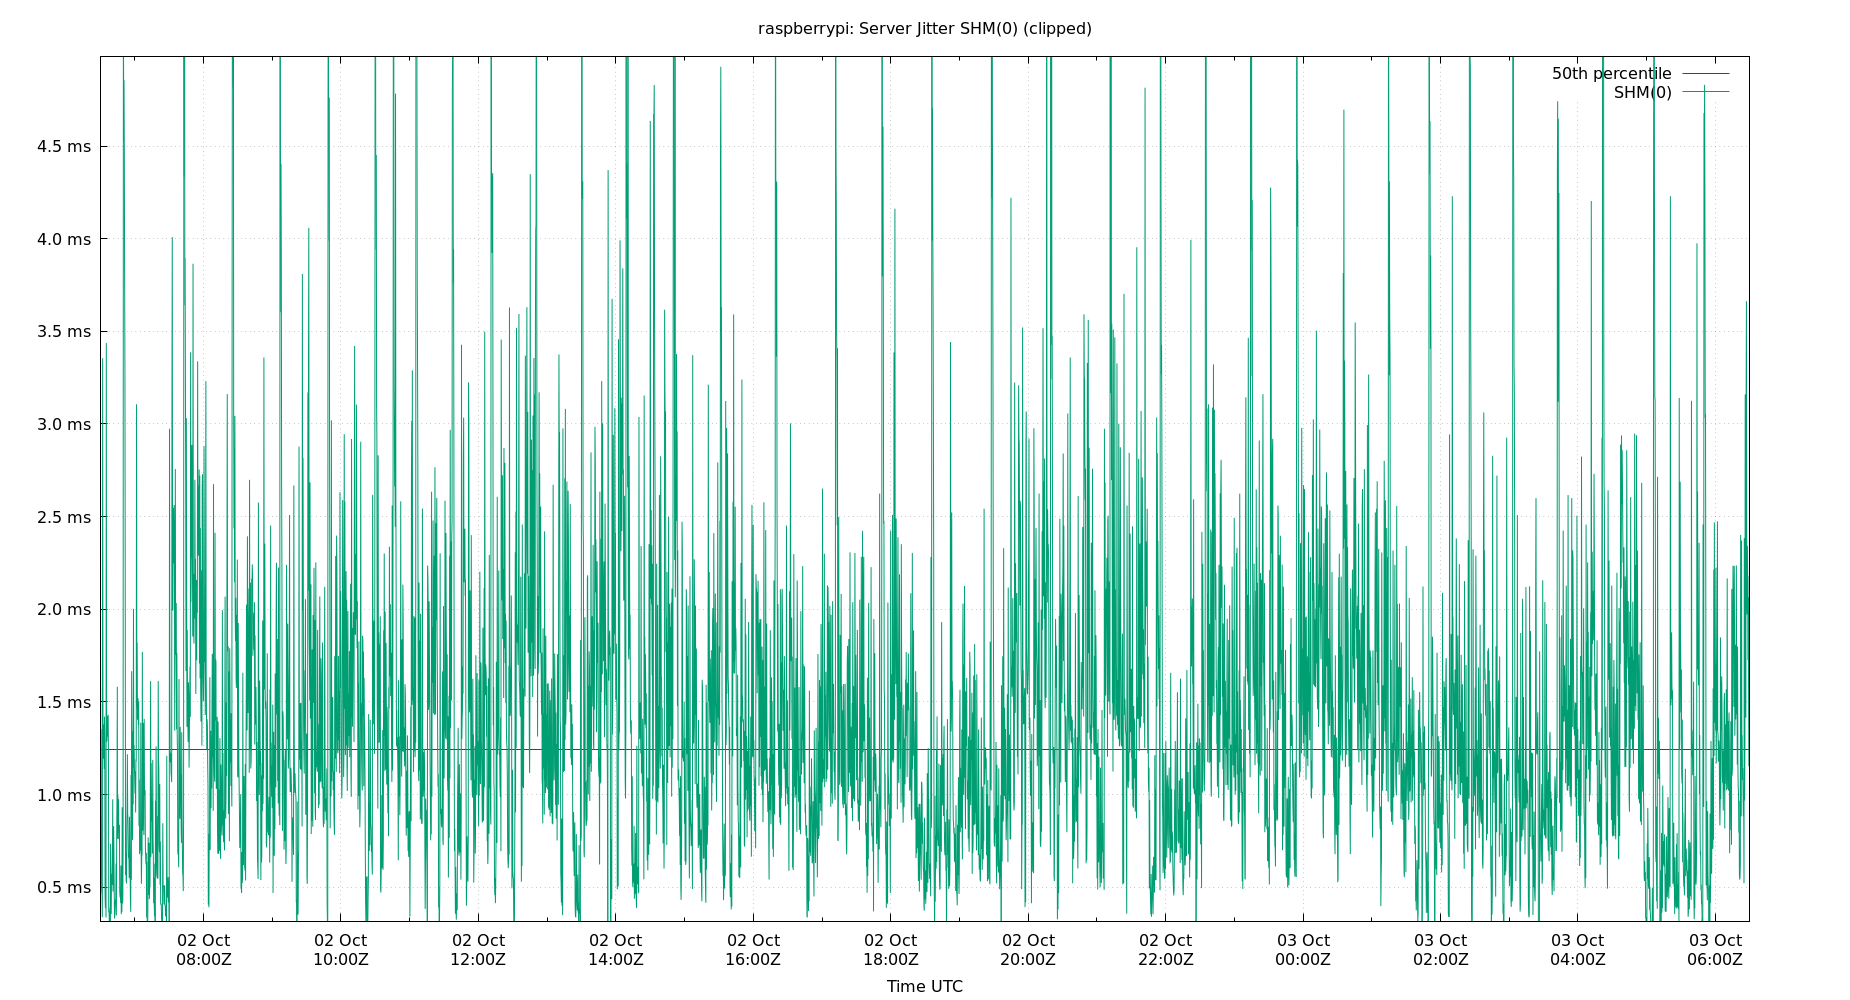 raspberrypi: Server Jitter SHM(0) (clipped)
50th percentile
SHM(0)
4.5 ms
4.0 ms
3.5 ms
3.0 ms
2.5 ms
2.0 ms
1.5 ms
1.0 ms
0.5 ms
02 Oct 02 Oct 02 Oct 02 Oct 02 Oct 02 Oct 02 Oct 02 Oct 03 Oct 03 Oct 03 Oct 03 Oct
08:00Z 10:00Z 12:00Z 14:00Z 16:00Z 18:00Z 20:00Z 22:00Z 00:00Z 02:00Z 04:00Z 06:00Z
Time UTC